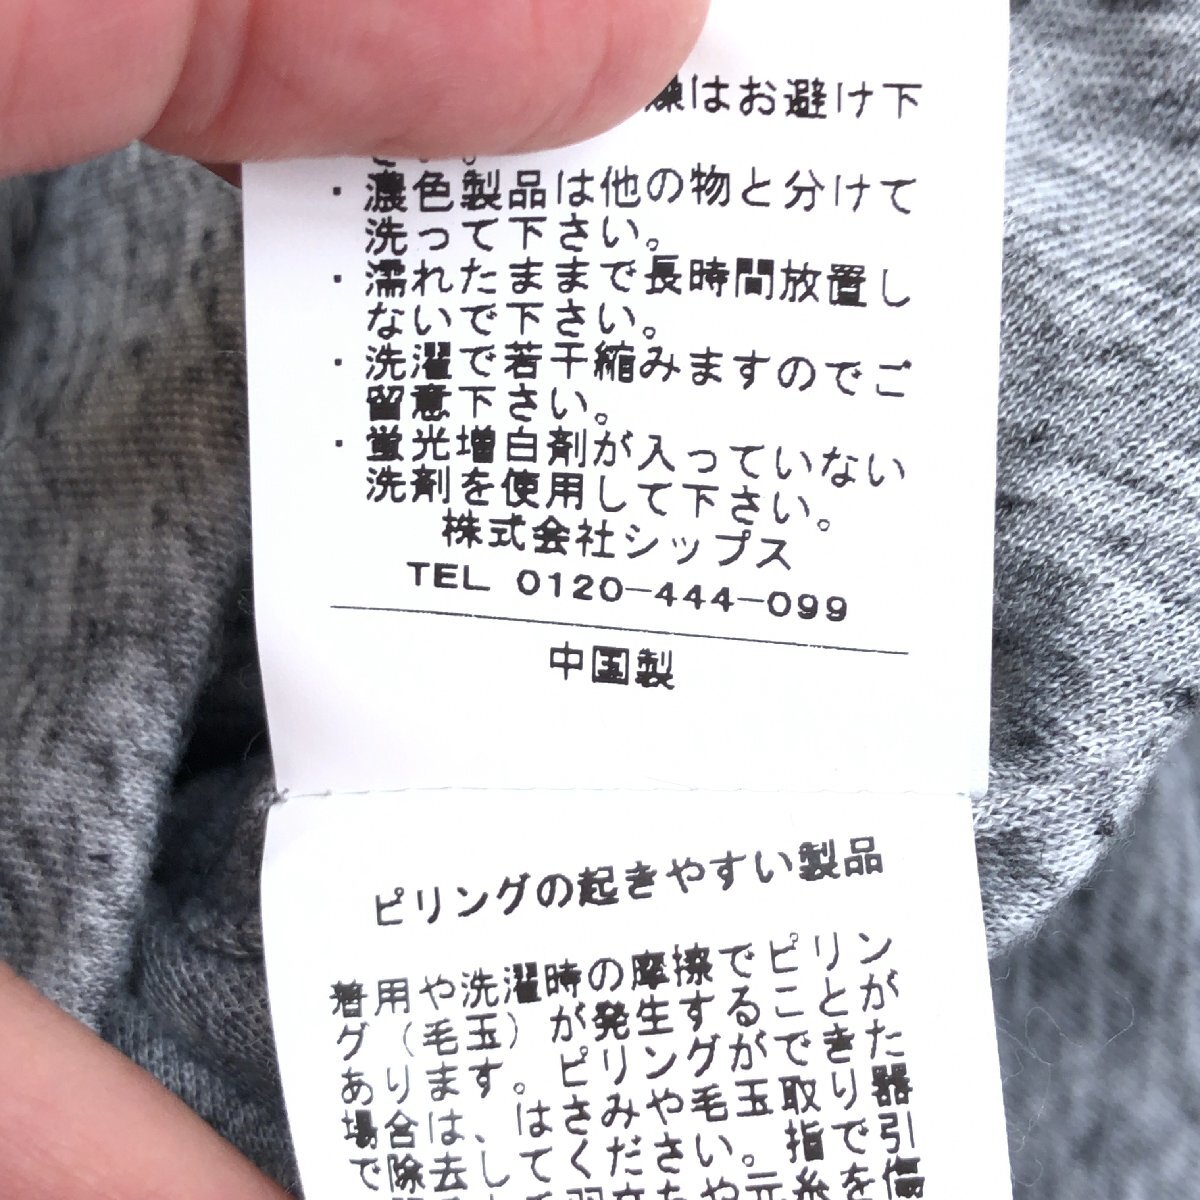 燥はお避け下
さい。
・濃色製品は他の物と分けて
洗って下さい。
・濡れたままで長時間放置し
ないで下さい。
・洗濯で若干縮みますのでご
留意下さい。
・蛍光増白剤が入っていない
洗剤を使用して下さい。
株式会社シップス
TEL 0120-444-099
中国製
ピリングの起きやすい製品
着用や洗濯時の摩擦でピリン
グ(毛玉)が発生することが
あります。ピリングができた
場合は、はさみや毛玉取り器
で除去してください。指で引